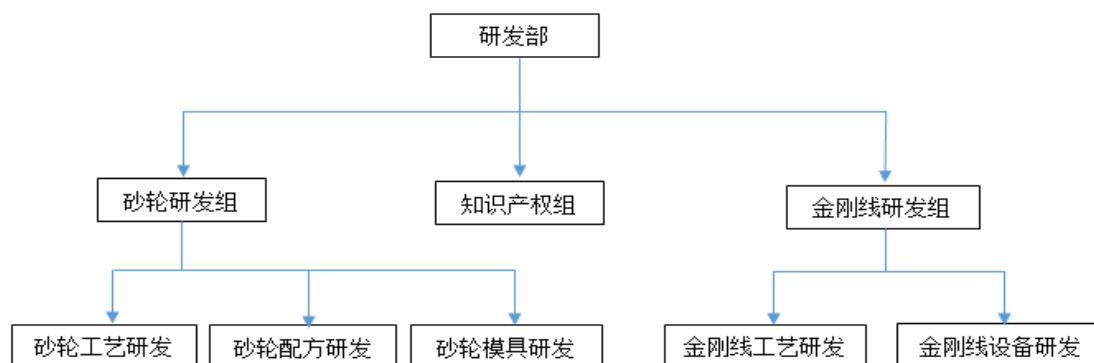 研发部
砂轮研发组
知识产权组
金刚线研发组
砂轮工艺研发
砂轮配方研发
砂轮模具研发
金刚线工艺研发
金刚线设备研发